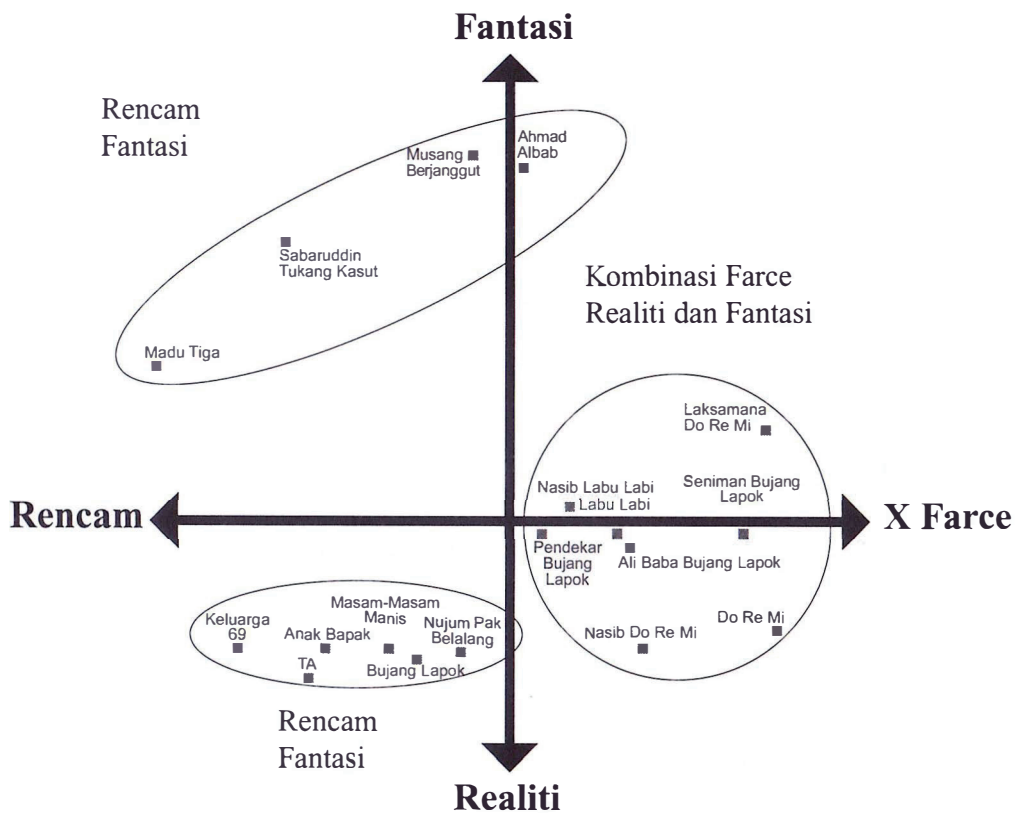 Fantasi
Rencam
Fantasi
Ahmad
Albab
Musang
Berjanggut
Sabaruddin
Tukang Kasut
Kombinasi Farce
Realiti dan Fantasi
Madu Tiga
Laksamana
Do Re Mi
Seniman Bujang
Lapok
Nasib Labu Labi
Labu Labi
Rencam
X Farce
Pendekar
Bujang
Lapok
Ali Baba Bujang Lapok
Masam-Masam
Manis
Keluarga
69
Anak Bapak
Nujum Pak
Belalang
TA
Bujang Lapok
Nasib Do Re Mi
Do Re Mi
Rencam
Fantasi
Realiti